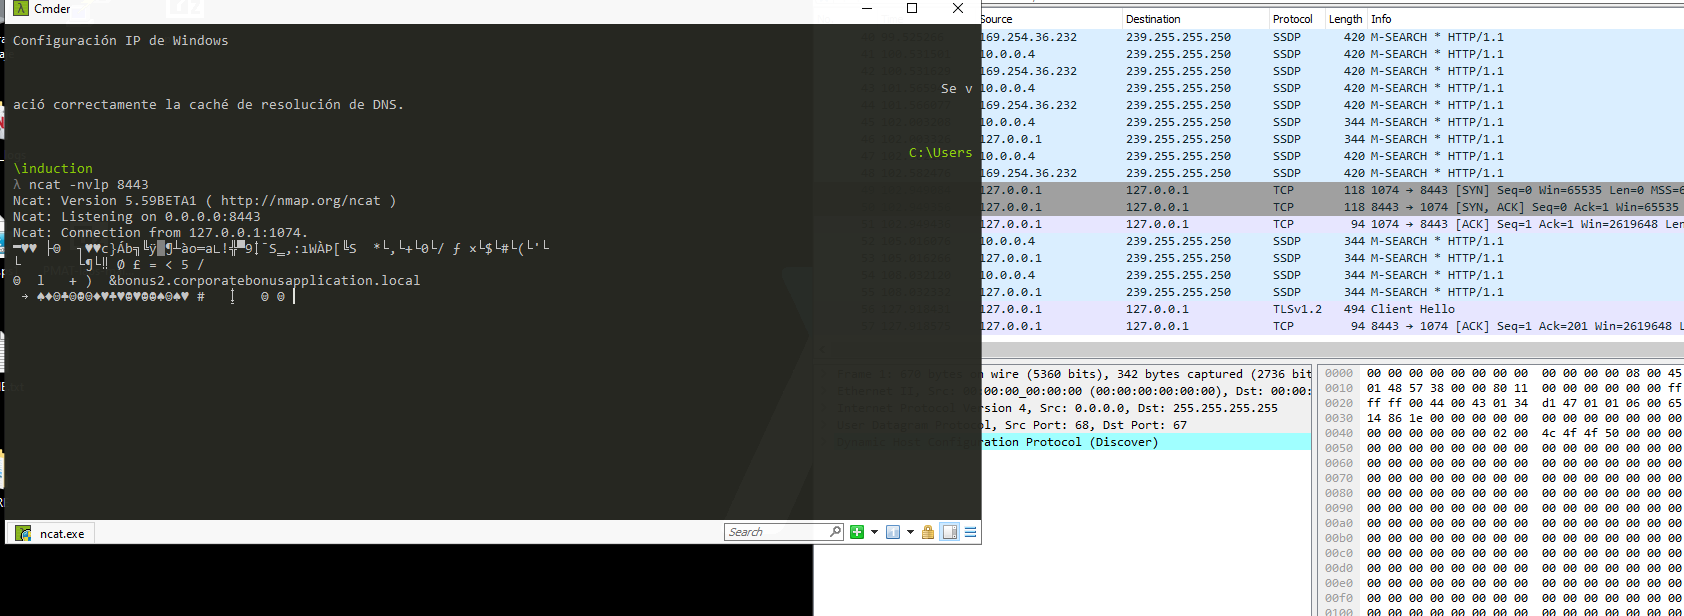 Cmder
Configuración IP de Windows
Se v
ació correctamente la caché de resolución de DNS.
C:\Users
\induction
λ ncat -nvlp 8443
Ncat: Version 5.59BETA1 ( http://nmap.org/ncat )
Ncat: Listening on 0.0.0.0:8443
Ncat: Connection from 127.0.0.1:1074.
&bonus2.corporatebonusapplication.local
ncat.exe
Search
Source Destination Protocol Length Info
169.254.36.232 239.255.255.250 SSDP 420 M-SEARCH * HTTP/1.1
10.0.0.4 239.255.255.250 SSDP 420 M-SEARCH * HTTP/1.1
169.254.36.232 239.255.255.250 SSDP 420 M-SEARCH * HTTP/1.1
10.0.0.4 239.255.255.250 SSDP 420 M-SEARCH * HTTP/1.1
169.254.36.232 239.255.255.250 SSDP 420 M-SEARCH * HTTP/1.1
10.0.0.4 239.255.255.250 SSDP 344 M-SEARCH * HTTP/1.1
127.0.0.1 239.255.255.250 SSDP 344 M-SEARCH * HTTP/1.1
10.0.0.4 239.255.255.250 SSDP 420 M-SEARCH * HTTP/1.1
169.254.36.232 239.255.255.250 SSDP 420 M-SEARCH * HTTP/1.1
127.0.0.1 127.0.0.1 TCP 118 1074 → 8443 [SYN] Seq=0 Win=65535 Len=0 MSS=6
127.0.0.1 127.0.0.1 TCP 118 8443 → 1074 [SYN, ACK] Seq=0 Ack=1 Win=65535
127.0.0.1 127.0.0.1 TCP 94 1074 → 8443 [ACK] Seq=1 Ack=1 Win=2619648 Len
10.0.0.4 239.255.255.250 SSDP 344 M-SEARCH * HTTP/1.1
127.0.0.1 239.255.255.250 SSDP 344 M-SEARCH * HTTP/1.1
10.0.0.4 239.255.255.250 SSDP 344 M-SEARCH * HTTP/1.1
127.0.0.1 239.255.255.250 SSDP 344 M-SEARCH * HTTP/1.1
127.0.0.1 127.0.0.1 TLSv1.2 494 Client Hello
127.0.0.1 127.0.0.1 TCP 94 8443 → 1074 [ACK] Seq=1 Ack=201 Win=2619648 L
on wire (5360 bits), 342 bytes captured (2736 bit
00:00:00_00:00:00 (00:00:00:00:00:00), Dst: 00:00:
Version 4, Src: 0.0.0.0, Dst: 255.255.255.255
User Datagram Protocol, Src Port: 68, Dst Port: 67
Dynamic Host Configuration Protocol (Discover)
0000 00 00 00 00 00 00 00 00 00 00 00 00 08 00 45
0010 01 48 57 38 00 00 80 11 00 00 00 00 00 00 ff
0020 ff ff 00 44 00 43 01 34 d1 47 01 01 06 00 65
0030 14 86 1e 00 00 00 00 00 00 00 00 00 00 00 00
0040 00 00 00 00 00 00 02 00 4c 4f 4f 50 00 00 00
0050 00 00 00 00 00 00 00 00 00 00 00 00 00 00 00
0060 00 00 00 00 00 00 00 00 00 00 00 00 00 00 00
0070 00 00 00 00 00 00 00 00 00 00 00 00 00 00 00
0080 00 00 00 00 00 00 00 00 00 00 00 00 00 00 00
0090 00 00 00 00 00 00 00 00 00 00 00 00 00 00 00
00a0 00 00 00 00 00 00 00 00 00 00 00 00 00 00 00
00b0 00 00 00 00 00 00 00 00 00 00 00 00 00 00 00
00c0 00 00 00 00 00 00 00 00 00 00 00 00 00 00 00
00d0 00 00 00 00 00 00 00 00 00 00 00 00 00 00 00
00e0 00 00 00 00 00 00 00 00 00 00 00 00 00 00 00
00f0 00 00 00 00 00 00 00 00 00 00 00 00 00 00 00
0100 00 00 00 00 00 00 00 00 00 00 00 00 00 00 00